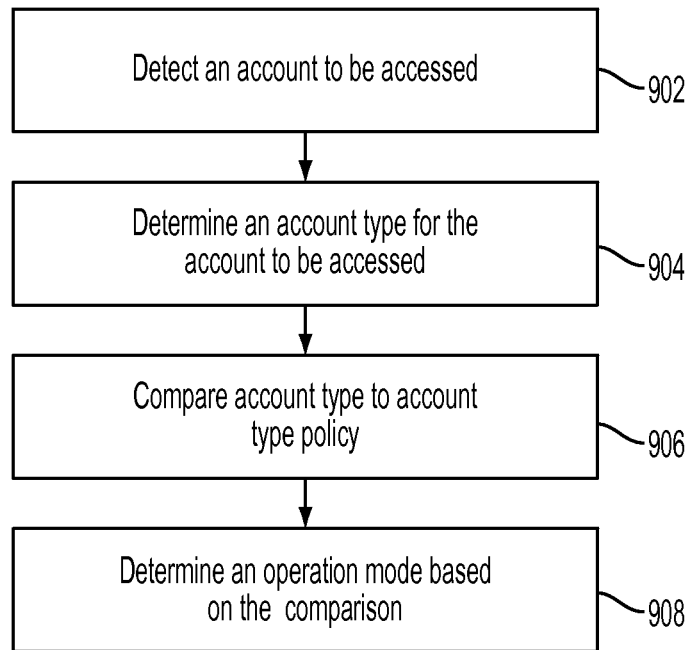 Detect an account to be accessed
902
Determine an account type for the
account to be accessed
904
Compare account type to account
type policy
906
Determine an operation mode based
on the comparison
908